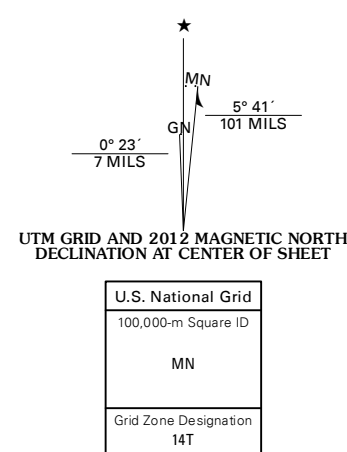 MN
GN
5° 41´
101 MILS
0° 23´
7 MILS
UTM GRID AND 2012 MAGNETIC NORTH
DECLINATION AT CENTER OF SHEET
U.S. National Grid
100,000-m Square ID
MN
Grid Zone Designation
14T